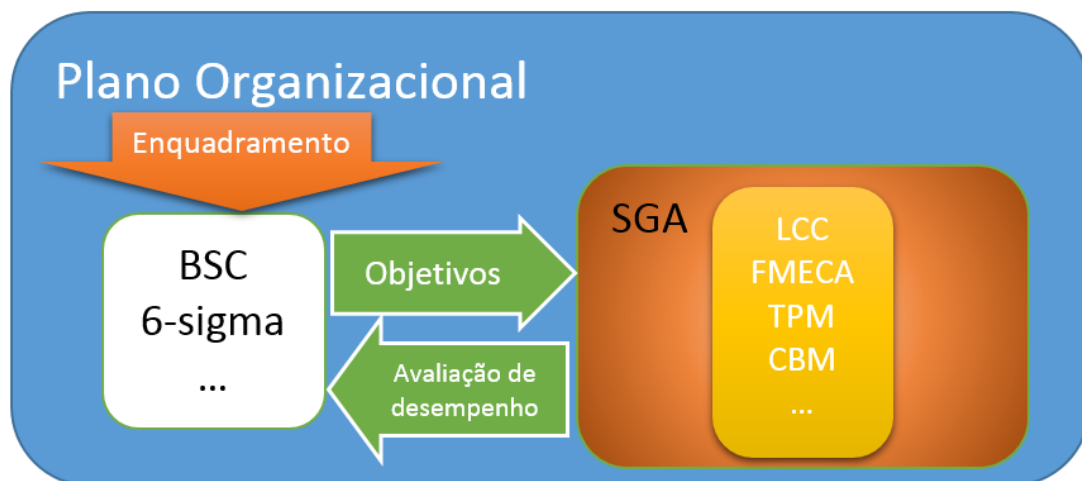 Plano Organizacional
Enquadramento
BSC
6-sigma
...
Objetivos
Avaliação de
desempenho
SGA
LCC
FMECA
TPM
CBM
...